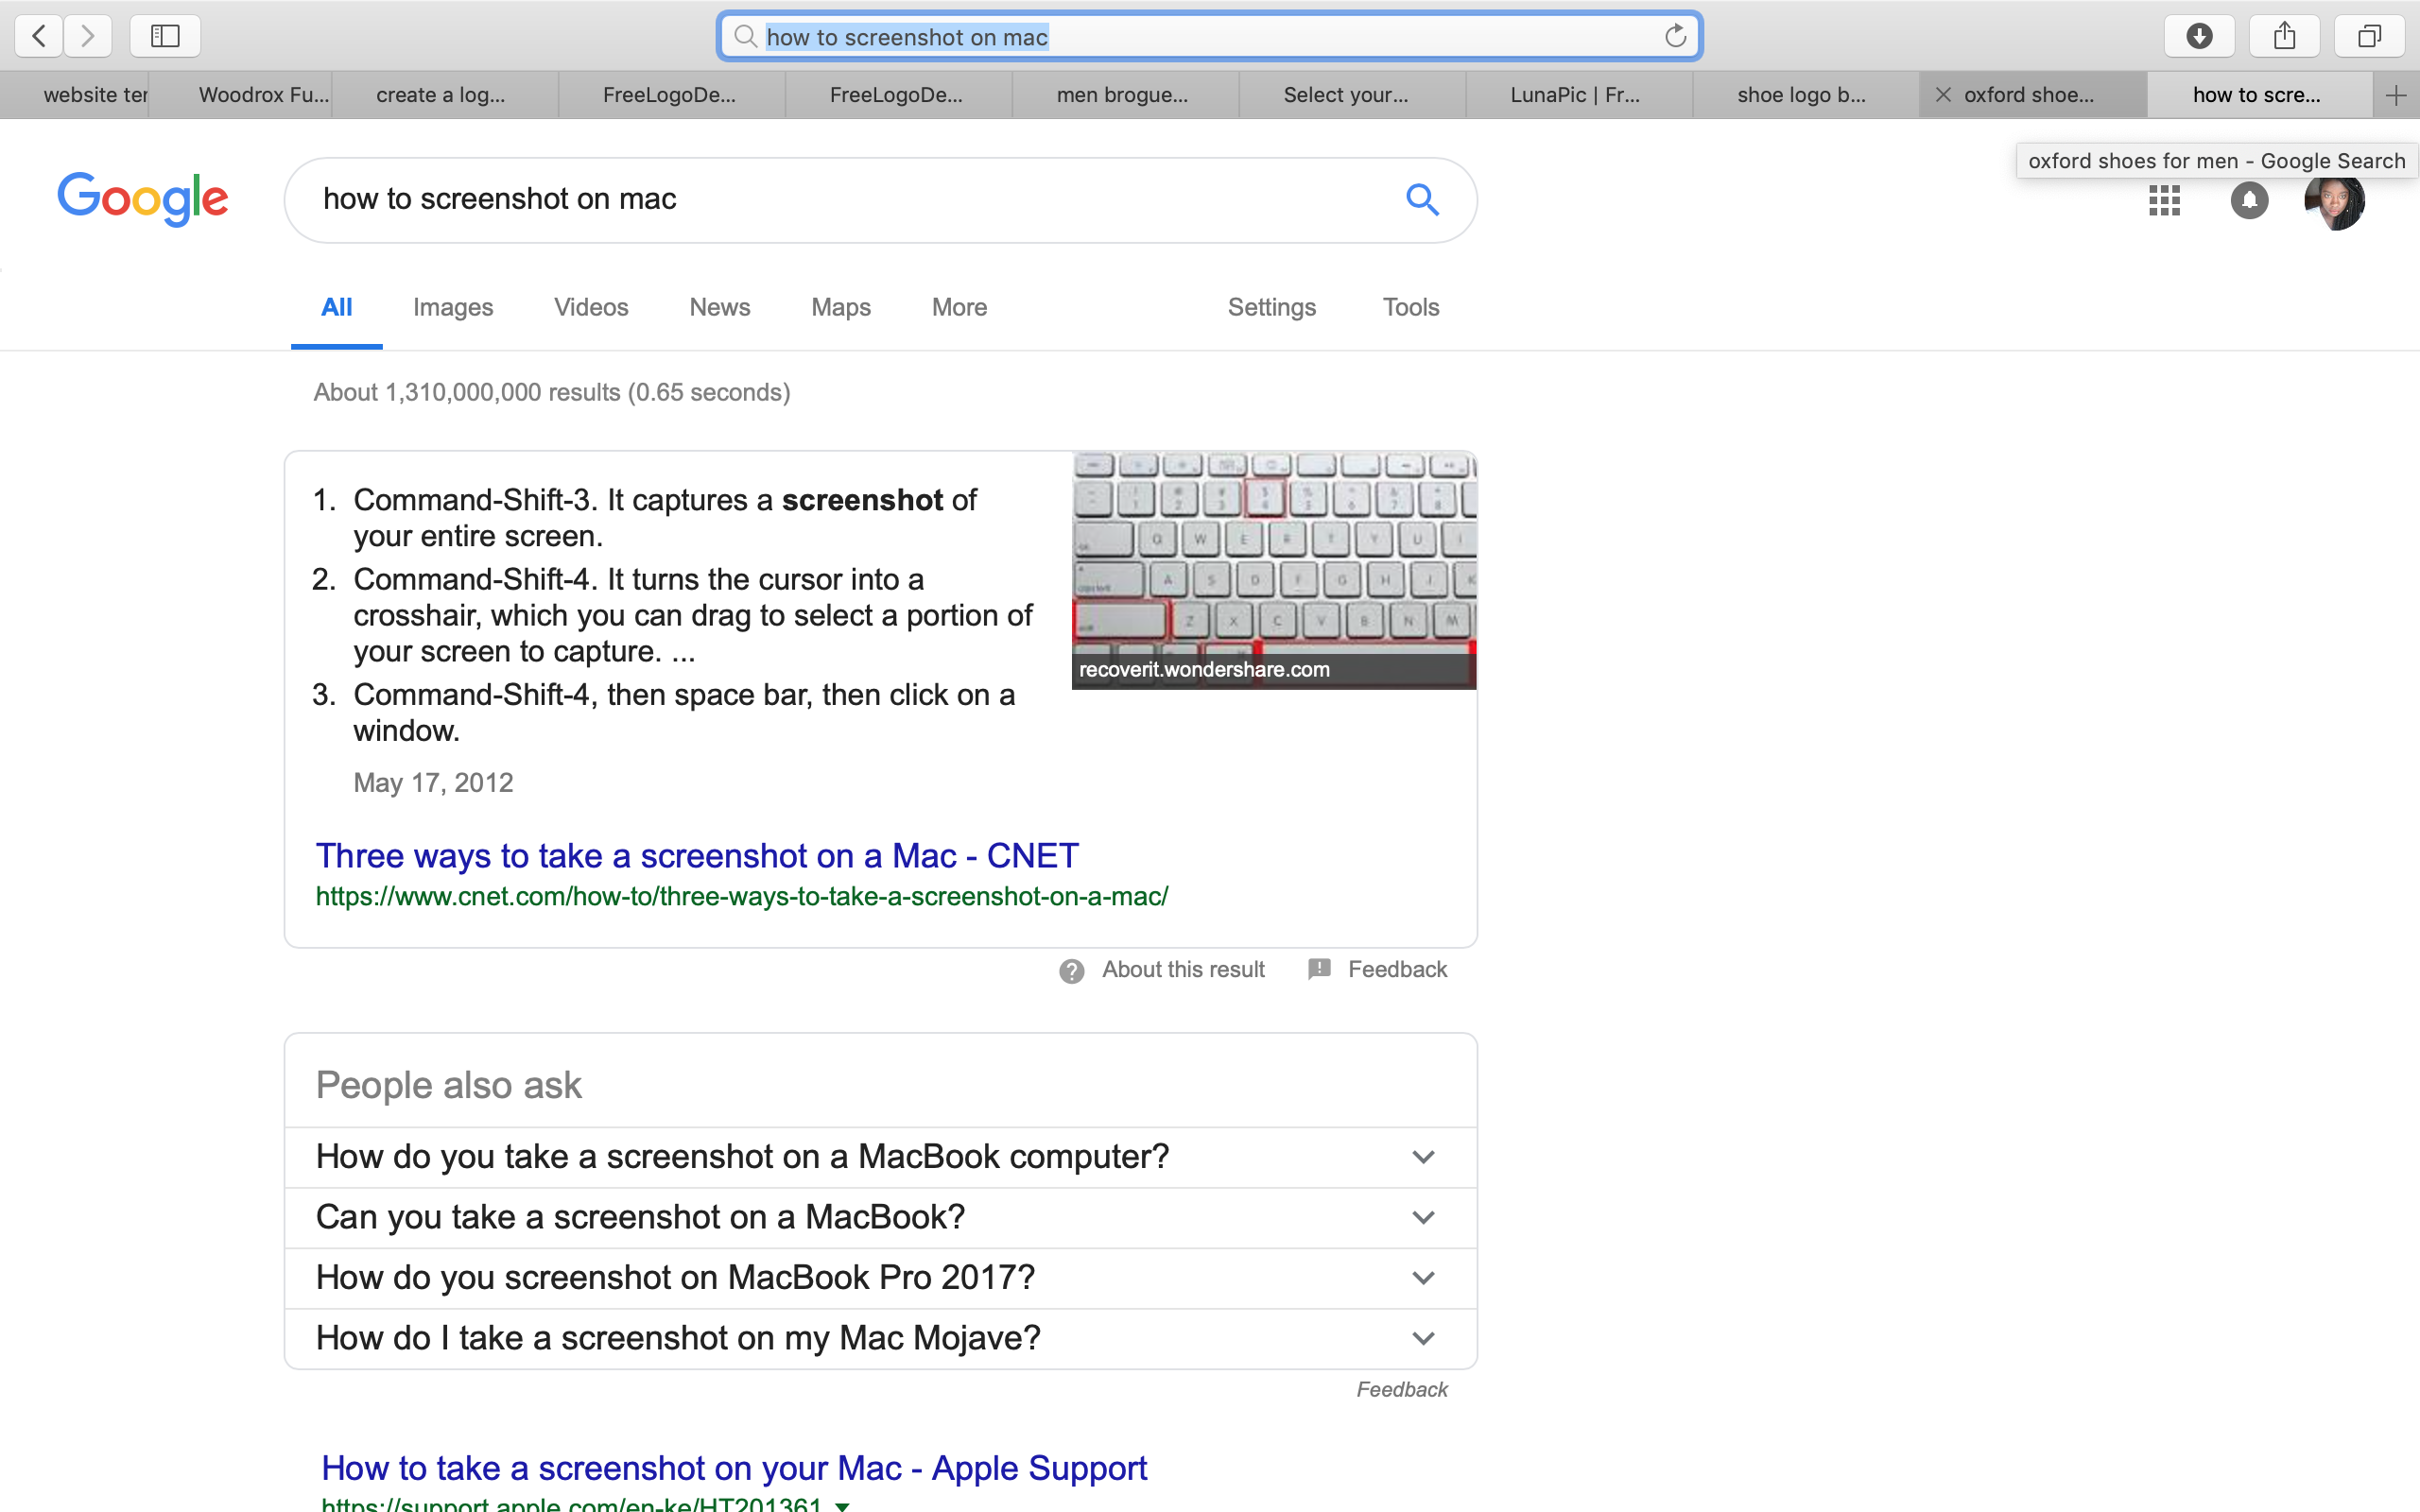 how to screenshot on mac
website ter
Woodrox Fu...
create a log...
FreeLogoDe...
FreeLogoDe...
men brogue...
Select your...
LunaPic | Fr...
shoe logo b...
oxford shoe...
how to scre...
oxford shoes for men - Google Search
Google
how to screenshot on mac
All Images Videos News Maps More Settings Tools
About 1,310,000,000 results (0.65 seconds)
1. Command-Shift-3. It captures a screenshot of
your entire screen.
2. Command-Shift-4. It turns the cursor into a
crosshair, which you can drag to select a portion of
your screen to capture. ...
3. Command-Shift-4, then space bar, then click on a
window.
May 17, 2012
Q W E R T Y U I
A S D F G H J K
Z X C V B N M
recoverit.wondershare.com
Three ways to take a screenshot on a Mac - CNET
https://www.cnet.com/how-to/three-ways-to-take-a-screenshot-on-a-mac/
About this result Feedback
People also ask
How do you take a screenshot on a MacBook computer?
Can you take a screenshot on a MacBook?
How do you screenshot on MacBook Pro 2017?
How do I take a screenshot on my Mac Mojave?
Feedback
How to take a screenshot on your Mac - Apple Support
https://support.apple.com/en-ke/HT201361